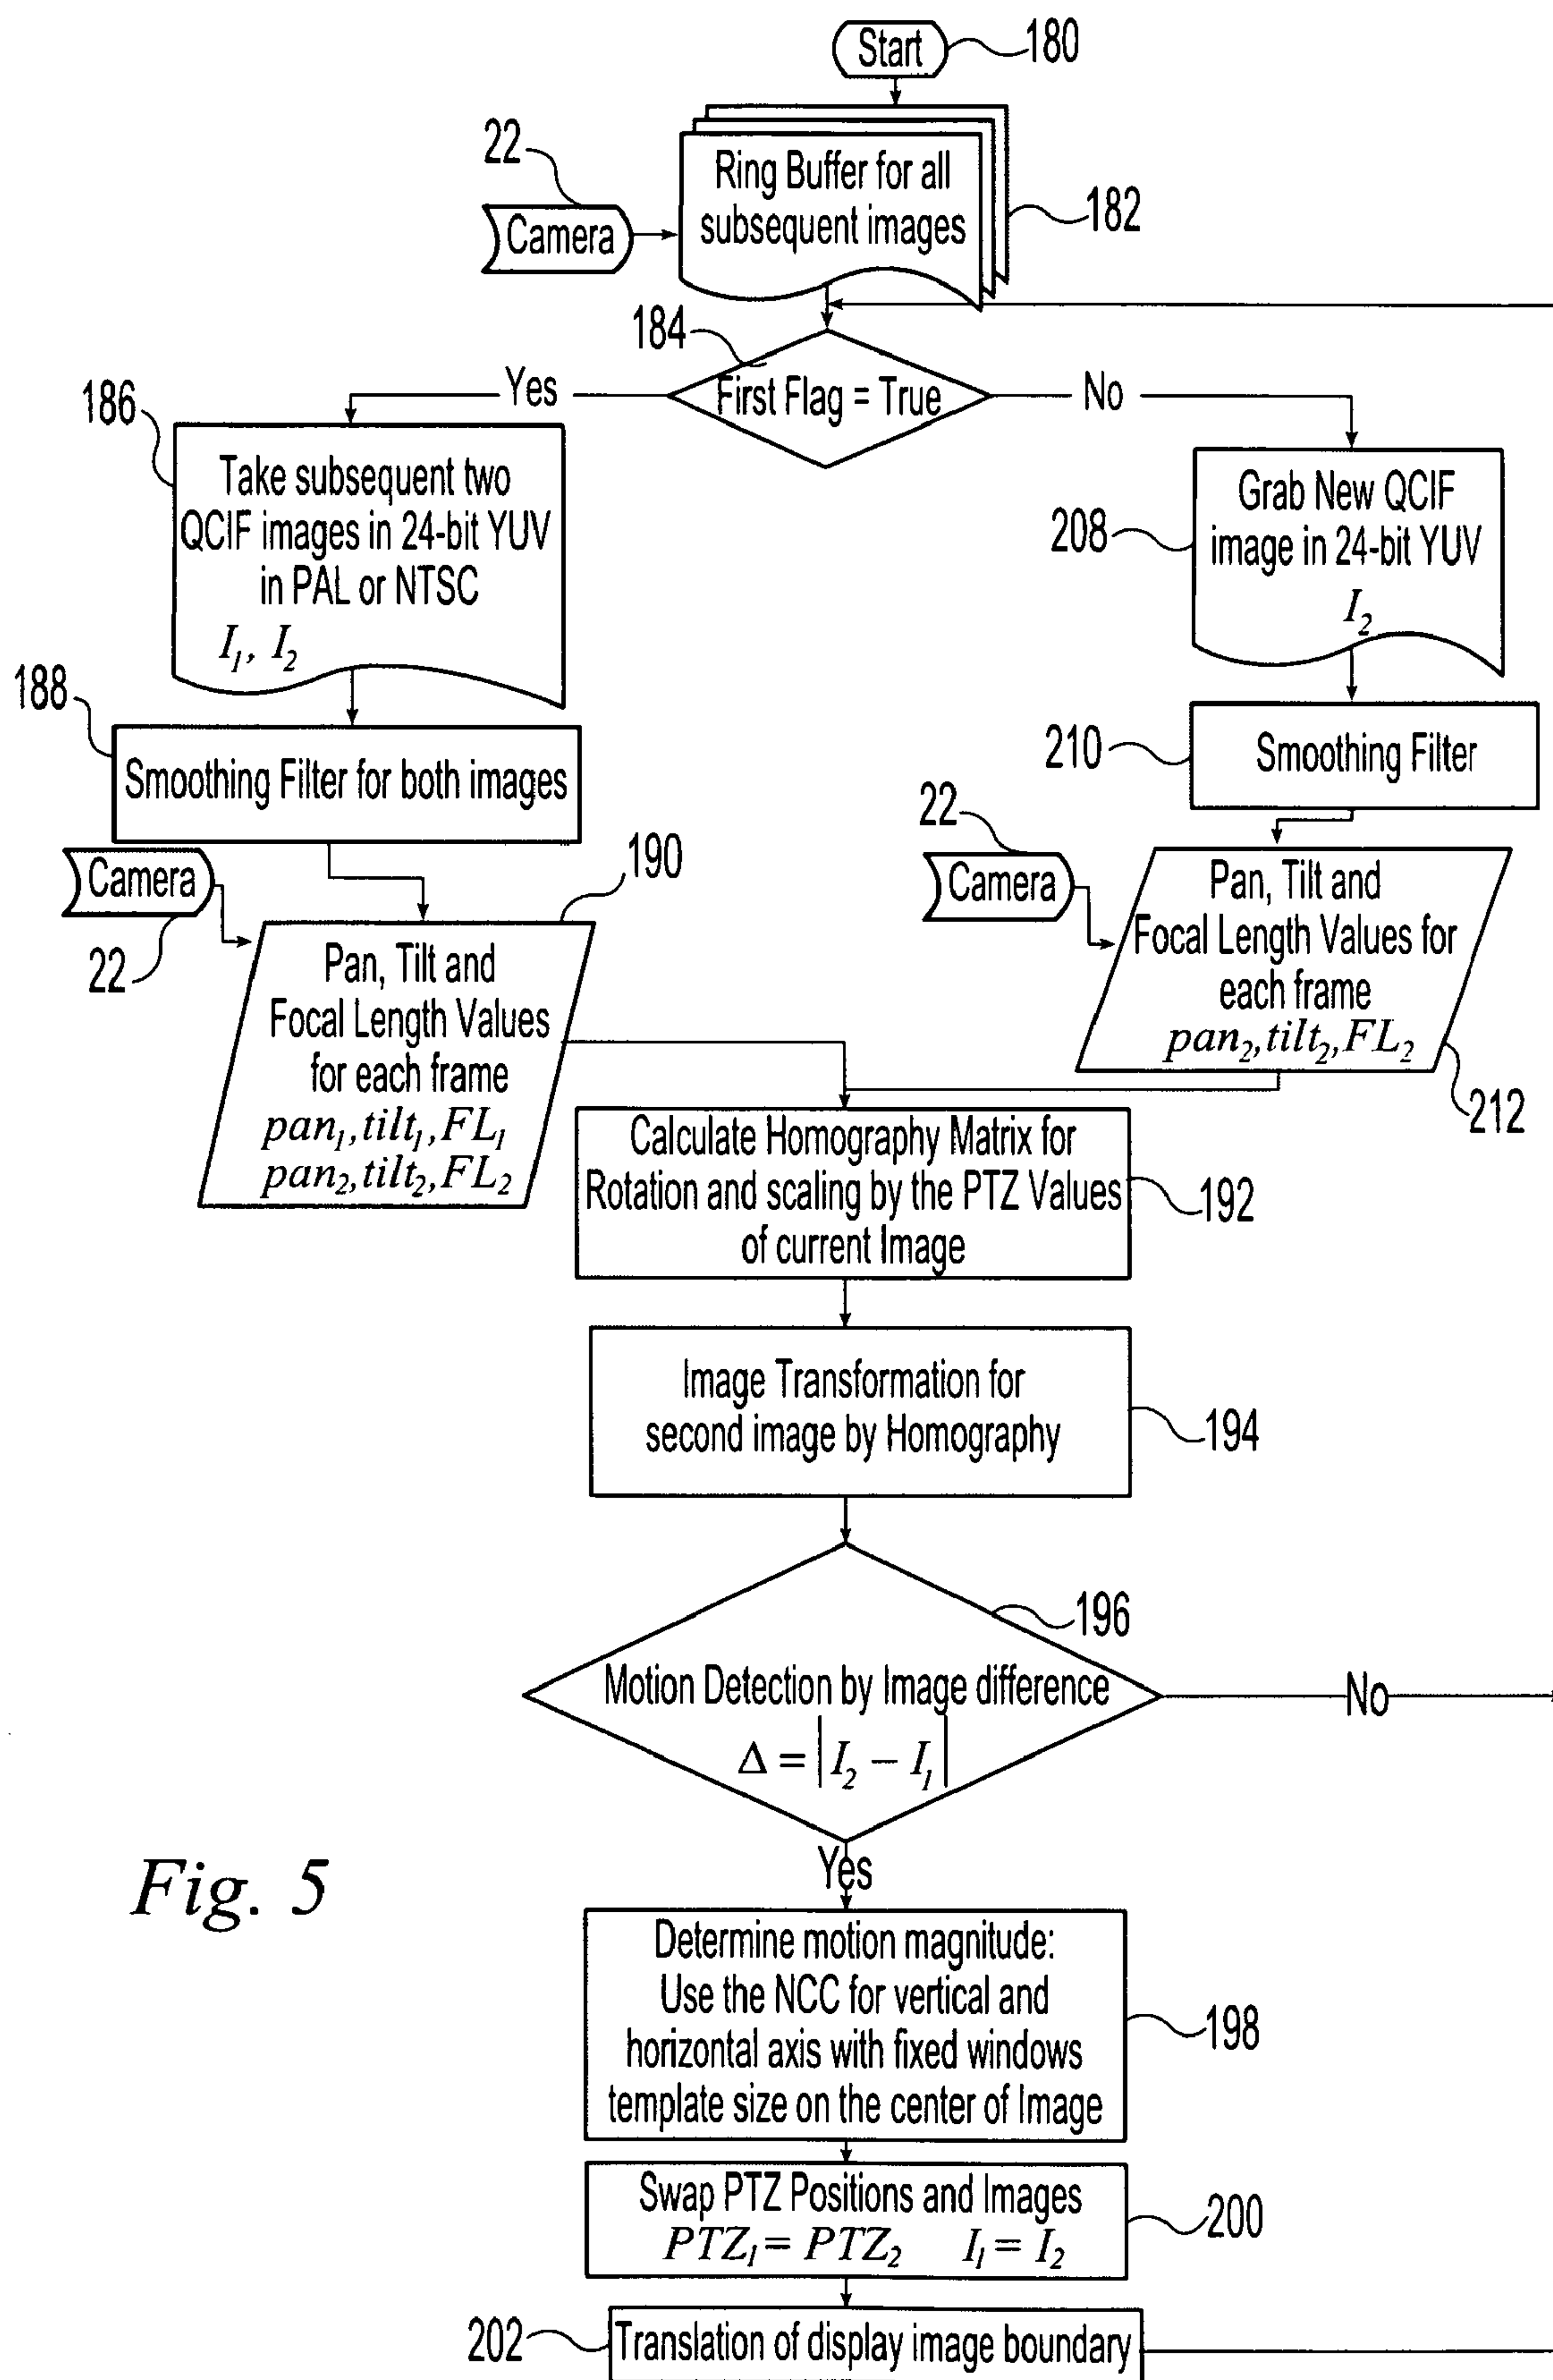 Start
180
22
Ring Buffer for all
subsequent images
Camera
182
184
First Flag = True
Yes
No
186
Take subsequent two
QCIF images in 24-bit YUV
in PAL or NTSC
I₁, I₂
208
Grab New QCIF
image in 24-bit YUV
I₂
188
Smoothing Filter for both images
210
Smoothing Filter
Camera
22
190
Pan, Tilt and
Focal Length Values
for each frame
pan₁, tilt₁, FL₁
pan₂, tilt₂, FL₂
22
Camera
Pan, Tilt and
Focal Length Values for
each frame
pan₂, tilt₂, FL₂
212
Calculate Homography Matrix for
Rotation and scaling by the PTZ Values
of current Image
192
Image Transformation for
second image by Homography
194
196
Motion Detection by Image difference
Δ = |I₂ − I₁|
No
Yes
Fig. 5
Determine motion magnitude:
Use the NCC for vertical and
horizontal axis with fixed windows
template size on the center of Image
198
Swap PTZ Positions and Images
PTZ₁ = PTZ₂ I₁ = I₂
200
202
Translation of display image boundary